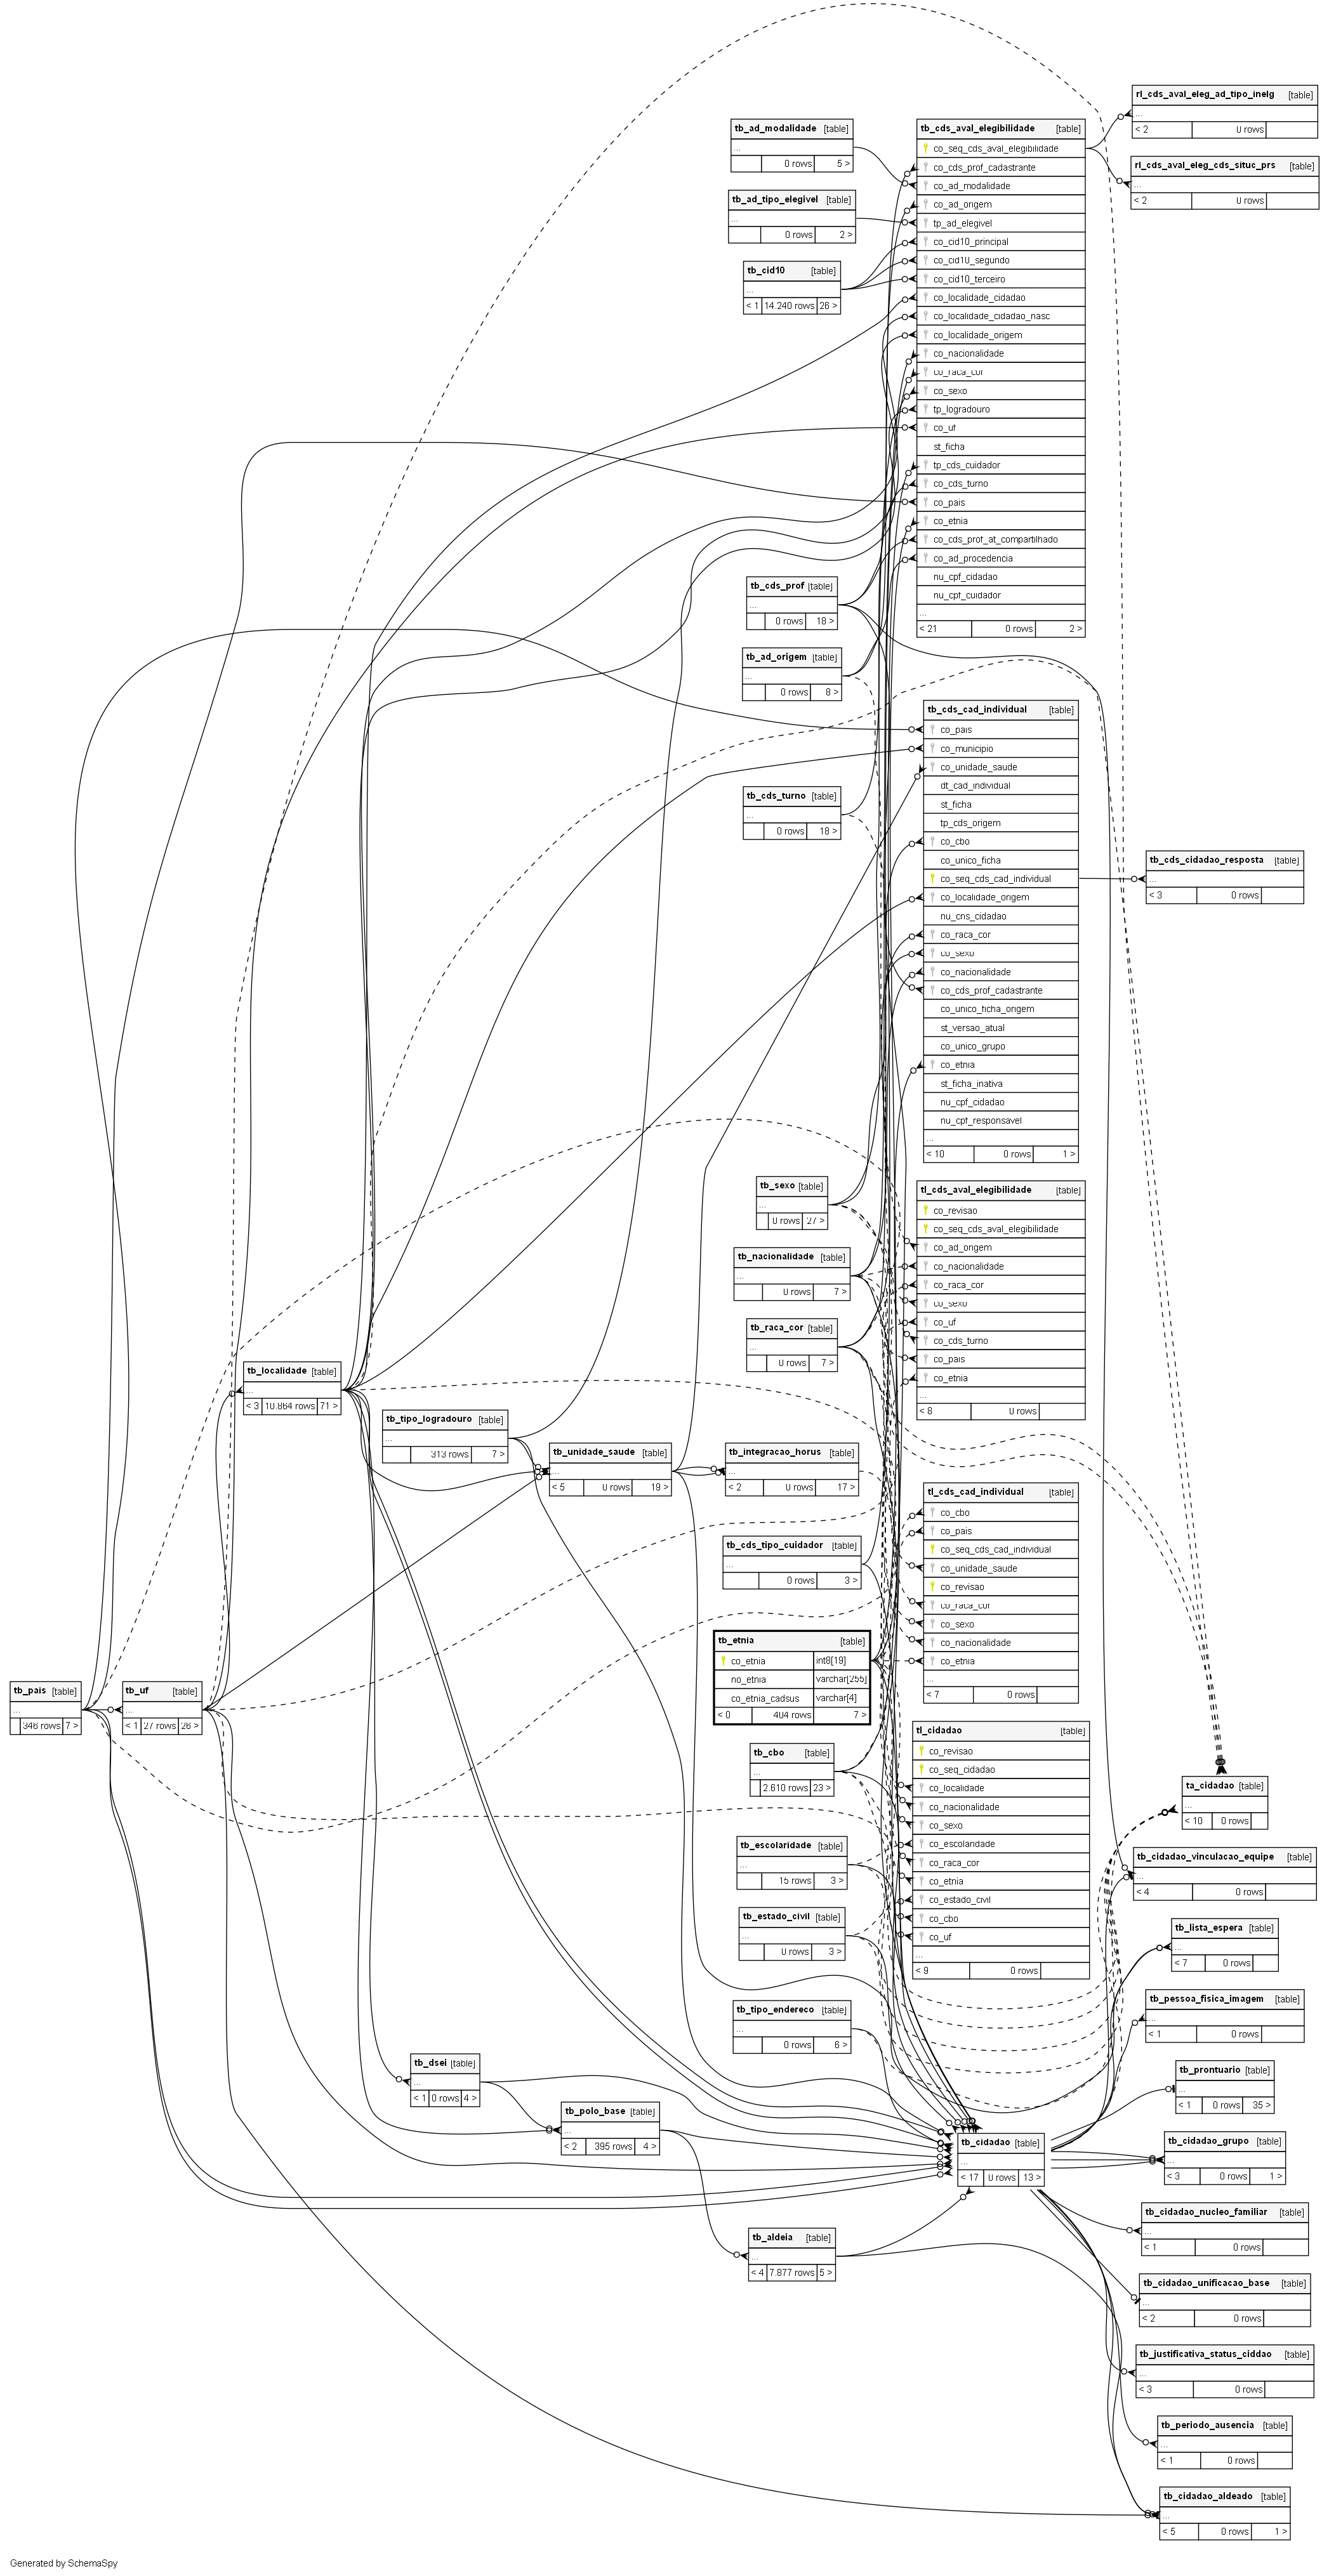 rl_cds_aval_eleg_ad_tipo_inelg [table]
...
< 2 0 rows
tb_ad_modalidade [table]
...
0 rows 5 >
tb_cds_aval_elegibilidade [table]
co_seq_cds_aval_elegibilidade
co_cds_prof_cadastrante
co_ad_modalidade
co_ad_origem
tp_ad_elegivel
co_cid10_principal
co_cid10_segundo
co_cid10_terceiro
co_localidade_cidadao
co_localidade_cidadao_nasc
co_localidade_origem
co_nacionalidade
co_raca_cor
co_sexo
tp_logradouro
co_uf
st_ficha
tp_cds_cuidador
co_cds_turno
co_pais
co_etnia
co_cds_prof_at_compartilhado
co_ad_procedencia
nu_cpf_cidadao
nu_cpf_cuidador
...
< 21 0 rows 2 >
rl_cds_aval_eleg_cds_situc_prs [table]
...
< 2 0 rows
tb_ad_tipo_elegivel [table]
...
0 rows 2 >
tb_cid10 [table]
...
< 1 14.240 rows 26 >
tb_cds_prof [table]
...
0 rows 18 >
tb_ad_origem [table]
...
0 rows 8 >
tb_cds_cad_individual [table]
co_pais
co_municipio
co_unidade_saude
dt_cad_individual
st_ficha
tp_cds_origem
co_cbo
co_unico_ficha
co_seq_cds_cad_individual
co_localidade_origem
nu_cns_cidadao
co_raca_cor
co_sexo
co_nacionalidade
co_cds_prof_cadastrante
co_unico_ficha_origem
st_versao_atual
co_unico_grupo
co_etnia
st_ficha_inativa
nu_cpf_cidadao
nu_cpf_responsavel
...
< 10 0 rows 1 >
tb_cds_turno [table]
...
0 rows 18 >
tb_cds_cidadao_resposta [table]
...
< 3 0 rows
tb_sexo [table]
...
0 rows 27 >
tl_cds_aval_elegibilidade [table]
co_revisao
co_seq_cds_aval_elegibilidade
co_ad_origem
co_nacionalidade
co_raca_cor
co_sexo
co_uf
co_cds_turno
co_pais
co_etnia
...
< 8 0 rows
tb_nacionalidade [table]
...
0 rows 7 >
tb_raca_cor [table]
...
0 rows 7 >
tb_localidade [table]
...
< 3 10.864 rows 71 >
tb_tipo_logradouro [table]
...
313 rows 7 >
tb_unidade_saude [table]
...
< 5 0 rows 19 >
tb_integracao_horus [table]
...
< 2 0 rows 17 >
tl_cds_cad_individual [table]
co_cbo
co_pais
co_seq_cds_cad_individual
co_unidade_saude
co_revisao
co_raca_cor
co_sexo
co_nacionalidade
co_etnia
...
< 7 0 rows
tb_cds_tipo_cuidador [table]
...
0 rows 3 >
tb_etnia [table]
co_etnia int8[19]
no_etnia varchar[255]
co_etnia_cadsus varchar[4]
< 0 404 rows 7 >
tb_pais [table]
...
346 rows 7 >
tb_uf [table]
...
< 1 27 rows 26 >
tl_cidadao [table]
co_revisao
co_seq_cidadao
co_localidade
co_nacionalidade
co_sexo
co_escolaridade
co_raca_cor
co_etnia
co_estado_civil
co_cbo
co_uf
...
< 9 0 rows
tb_cbo [table]
...
2.610 rows 23 >
ta_cidadao [table]
...
< 10 0 rows
tb_escolaridade [table]
...
15 rows 3 >
tb_cidadao_vinculacao_equipe [table]
...
< 4 0 rows
tb_estado_civil [table]
...
0 rows 3 >
tb_lista_espera [table]
...
< 7 0 rows
tb_tipo_endereco [table]
...
0 rows 6 >
tb_pessoa_fisica_imagem [table]
...
< 1 0 rows
tb_dsei [table]
...
< 1 0 rows 4 >
tb_prontuario [table]
...
< 1 0 rows 35 >
tb_polo_base [table]
...
< 2 395 rows 4 >
tb_cidadao [table]
...
< 17 0 rows 13 >
tb_cidadao_grupo [table]
...
< 3 0 rows 1 >
tb_cidadao_nucleo_familiar [table]
...
< 1 0 rows
tb_aldeia [table]
...
< 4 7.877 rows 5 >
tb_cidadao_unificacao_base [table]
...
< 2 0 rows
tb_justificativa_status_ciddao [table]
...
< 3 0 rows
tb_periodo_ausencia [table]
...
< 1 0 rows
tb_cidadao_aldeado [table]
...
< 5 0 rows 1 >
Generated by SchemaSpy